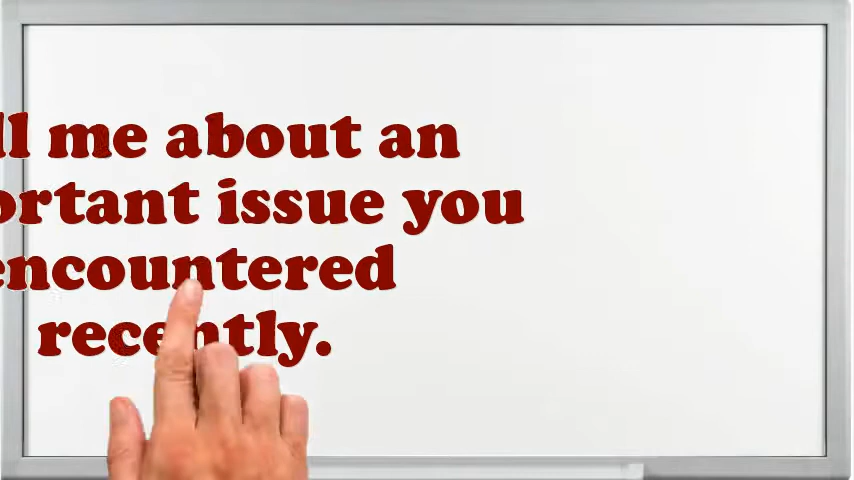 ll me about an
ortant issue you
encountered
recently.